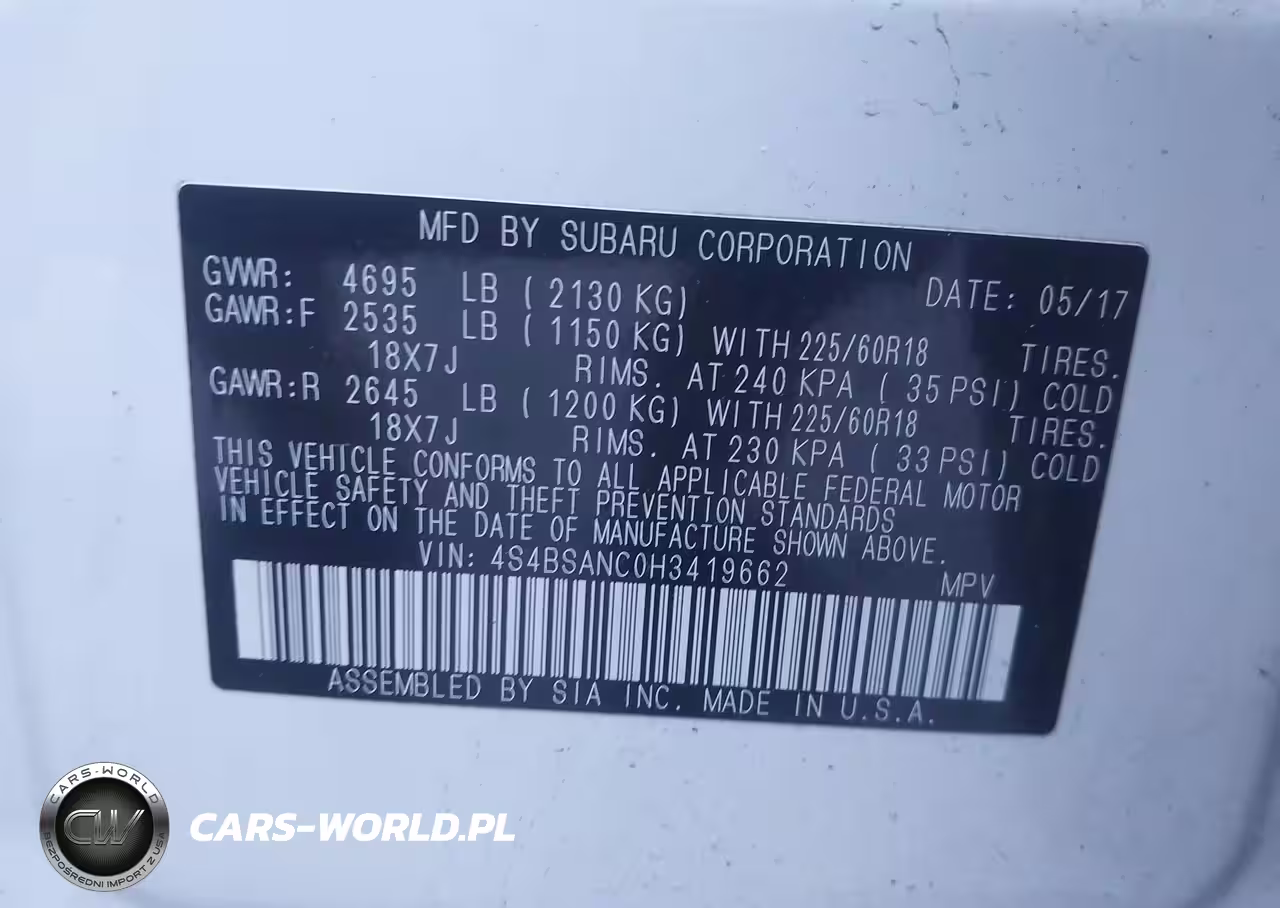 MFD BY SUBARU CORPORATION
GVWR: 4695 LB ( 2130 KG) DATE: 05/17
GAWR:F 2535 LB ( 1150 KG) WITH 225/60R18 TIRES.
18X7J RIMS. AT 240 KPA ( 35 PSI) COLD
GAWR:R 2645 LB ( 1200 KG) WITH 225/60R18 TIRES.
18X7J RIMS. AT 230 KPA ( 33 PSI) COLD
THIS VEHICLE CONFORMS TO ALL APPLICABLE FEDERAL MOTOR
VEHICLE SAFETY AND THEFT PREVENTION STANDARDS
IN EFFECT ON THE DATE OF MANUFACTURE SHOWN ABOVE.
VIN: 4S4BSANC0H3419662 MPV
ASSEMBLED BY SIA INC. MADE IN U.S.A.
CARS-WORLD
CW
BEZPOŚREDNI IMPORT Z USA
CARS-WORLD.PL